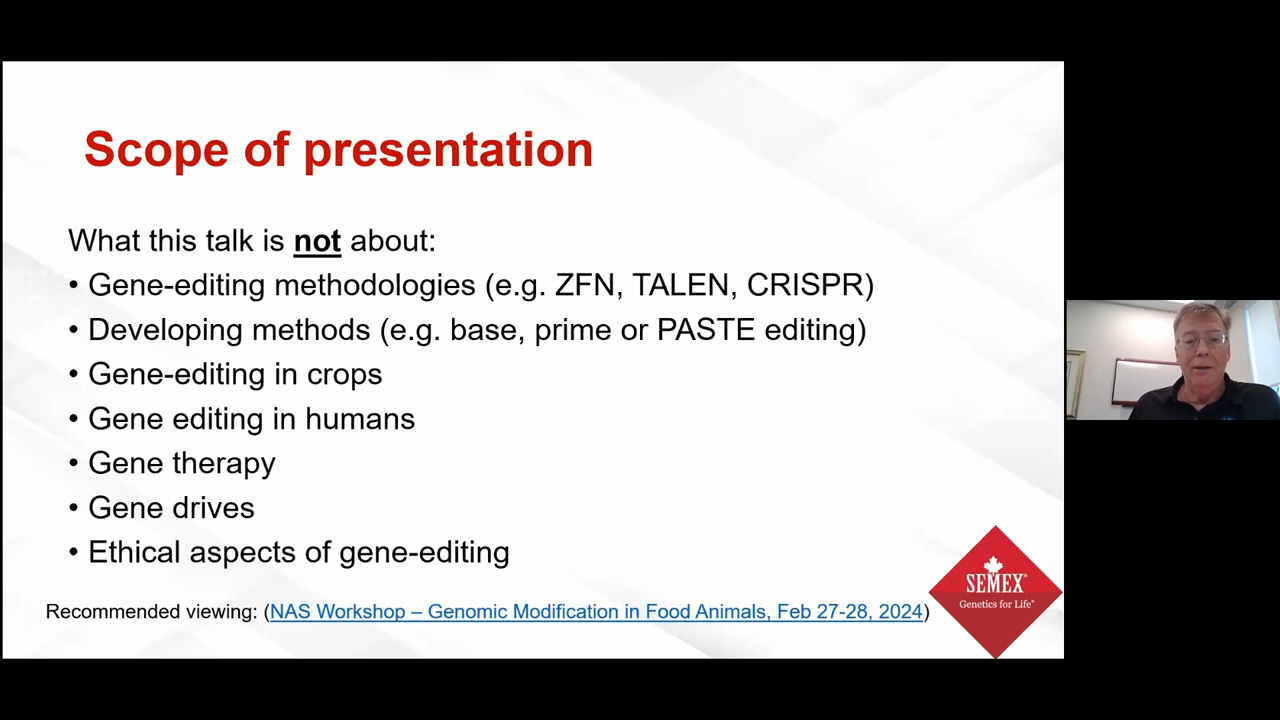 Scope of presentation
What this talk is not about:
• Gene-editing methodologies (e.g. ZFN, TALEN, CRISPR)
• Developing methods (e.g. base, prime or PASTE editing)
• Gene-editing in crops
• Gene editing in humans
• Gene therapy
• Gene drives
• Ethical aspects of gene-editing
Recommended viewing: (NAS Workshop – Genomic Modification in Food Animals, Feb 27-28, 2024)
SEMEX®
Genetics for Life®